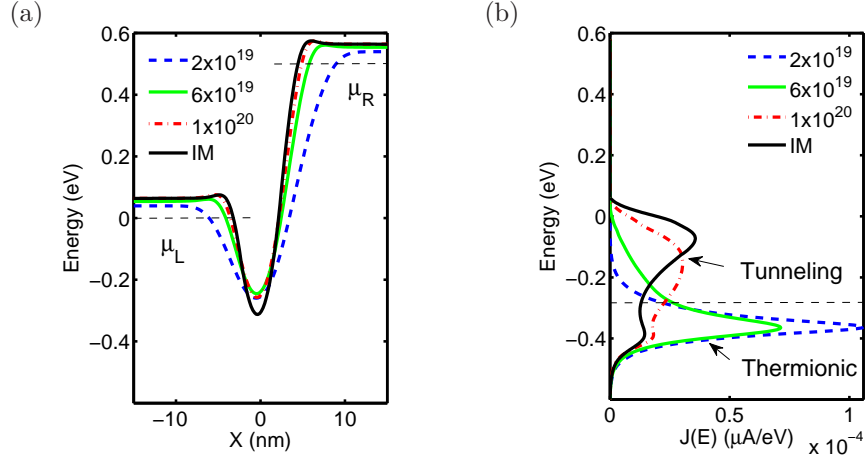 (a)
0.6
0.4
0.2
0
−0.2
−0.4
Energy (eV)
2x10^19
6x10^19
1x10^20
IM
μ_R
μ_L
−10
0
10
X (nm)
(b)
0.6
0.4
0.2
0
−0.2
−0.4
Energy (eV)
2x10^19
6x10^19
1x10^20
IM
Tunneling
Thermionic
0
0.5
1
J(E) (μA/eV)
x 10^−4